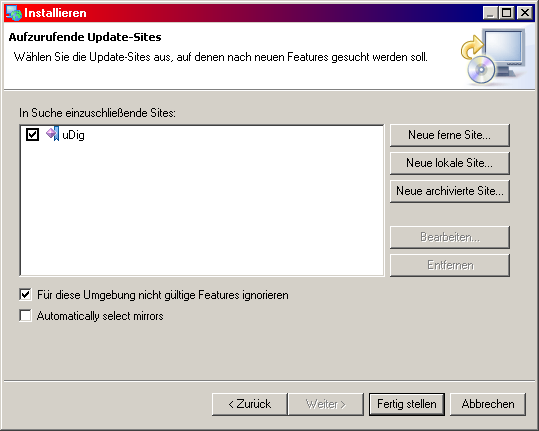 Installieren
Aufzurufende Update-Sites
Wählen Sie die Update-Sites aus, auf denen nach neuen Features gesucht werden soll.
In Suche einzuschließende Sites:
uDig
Neue ferne Site...
Neue lokale Site...
Neue archivierte Site...
Bearbeiten...
Entfernen
Für diese Umgebung nicht gültige Features ignorieren
Automatically select mirrors
< Zurück
Weiter >
Fertig stellen
Abbrechen